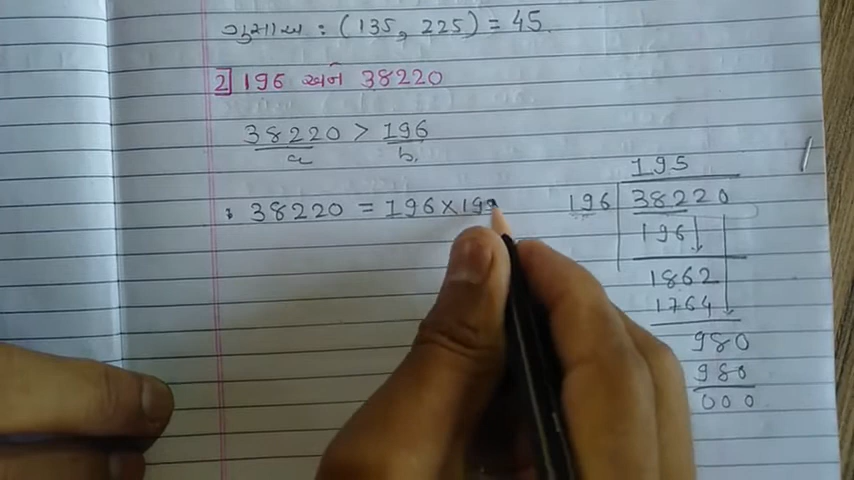 ગુ.સા.અ : (135, 225) = 45
2 196 અને 38220
38220 > 196
a b.
: 38220 = 196 × 19
195
196 38220
196
1862
1764
980
980
000